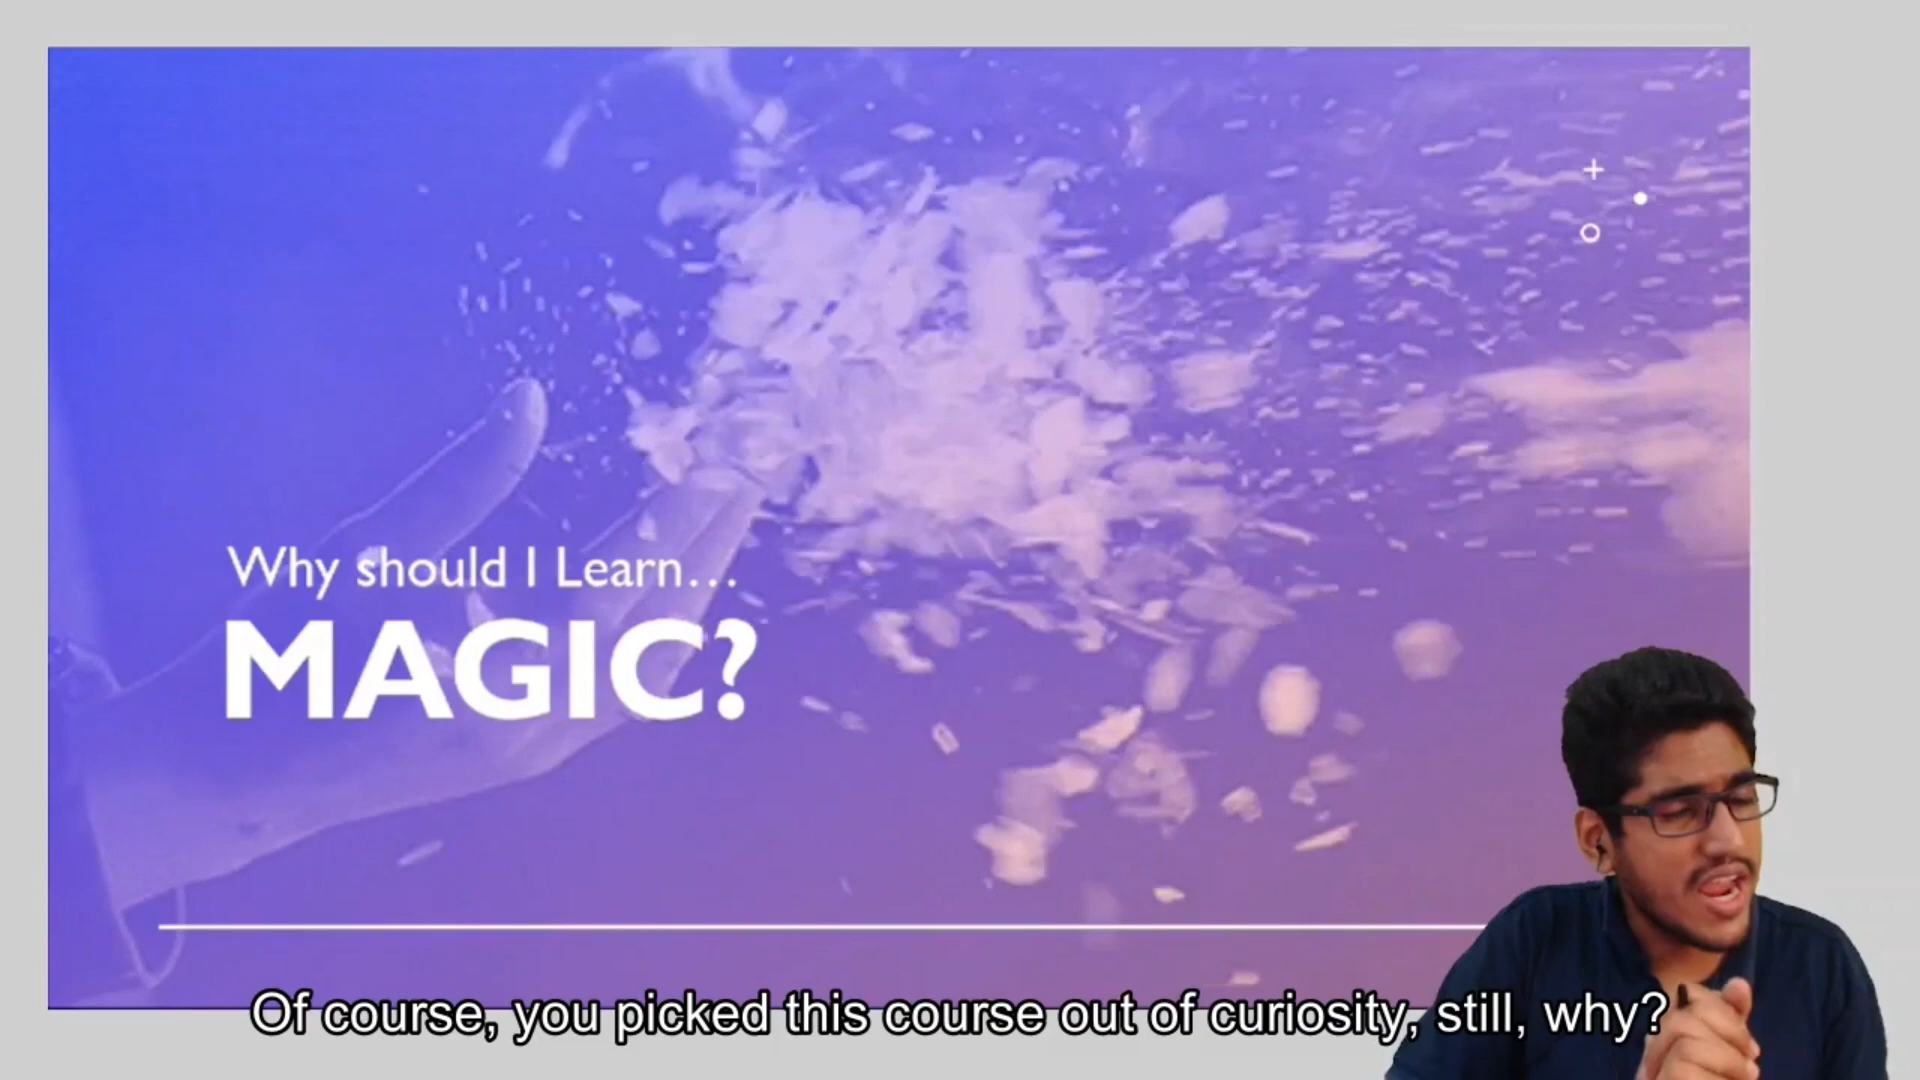 Why should I Learn...
MAGIC?
Of course, you picked this course out of curiosity, still, why?